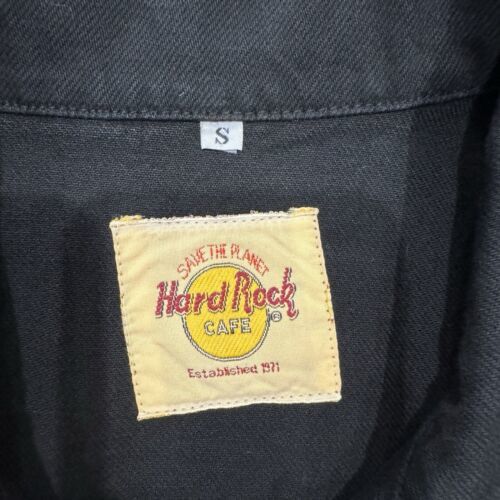 S
SAVE THE PLANET
Hard Rock
CAFE ®
Established 1971